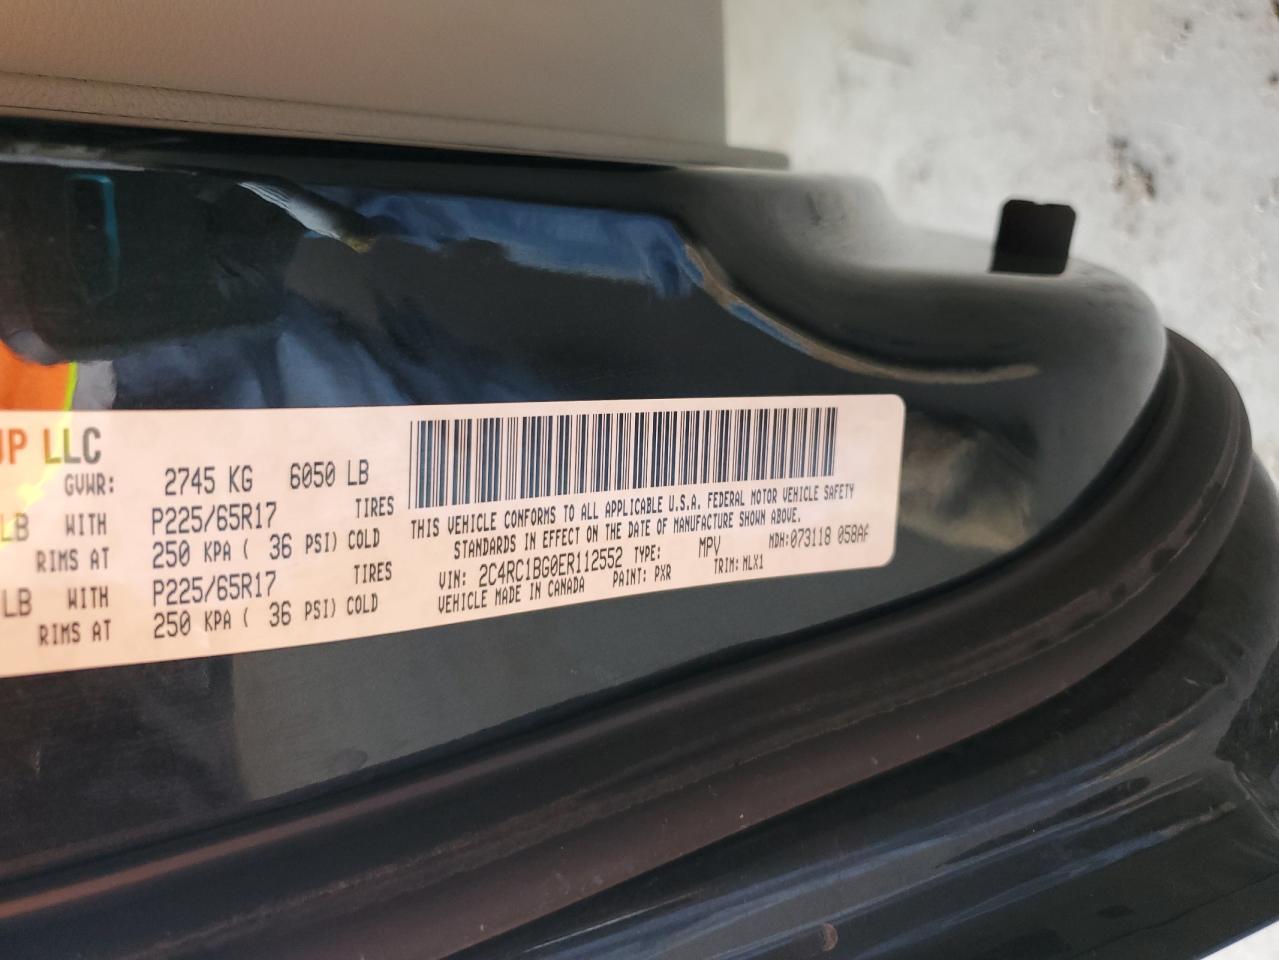 UP LLC
GVWR: 2745 KG 6050 LB
LB WITH P225/65R17 TIRES
RIMS AT 250 KPA ( 36 PSI) COLD
LB WITH P225/65R17 TIRES
RIMS AT 250 KPA ( 36 PSI) COLD
THIS VEHICLE CONFORMS TO ALL APPLICABLE U.S.A. FEDERAL MOTOR VEHICLE SAFETY
STANDARDS IN EFFECT ON THE DATE OF MANUFACTURE SHOWN ABOVE.
VIN: 2C4RC1BG0ER112552 TYPE: MPV MDH:073118 058AF
VEHICLE MADE IN CANADA PAINT: PXR TRIM: MLX1